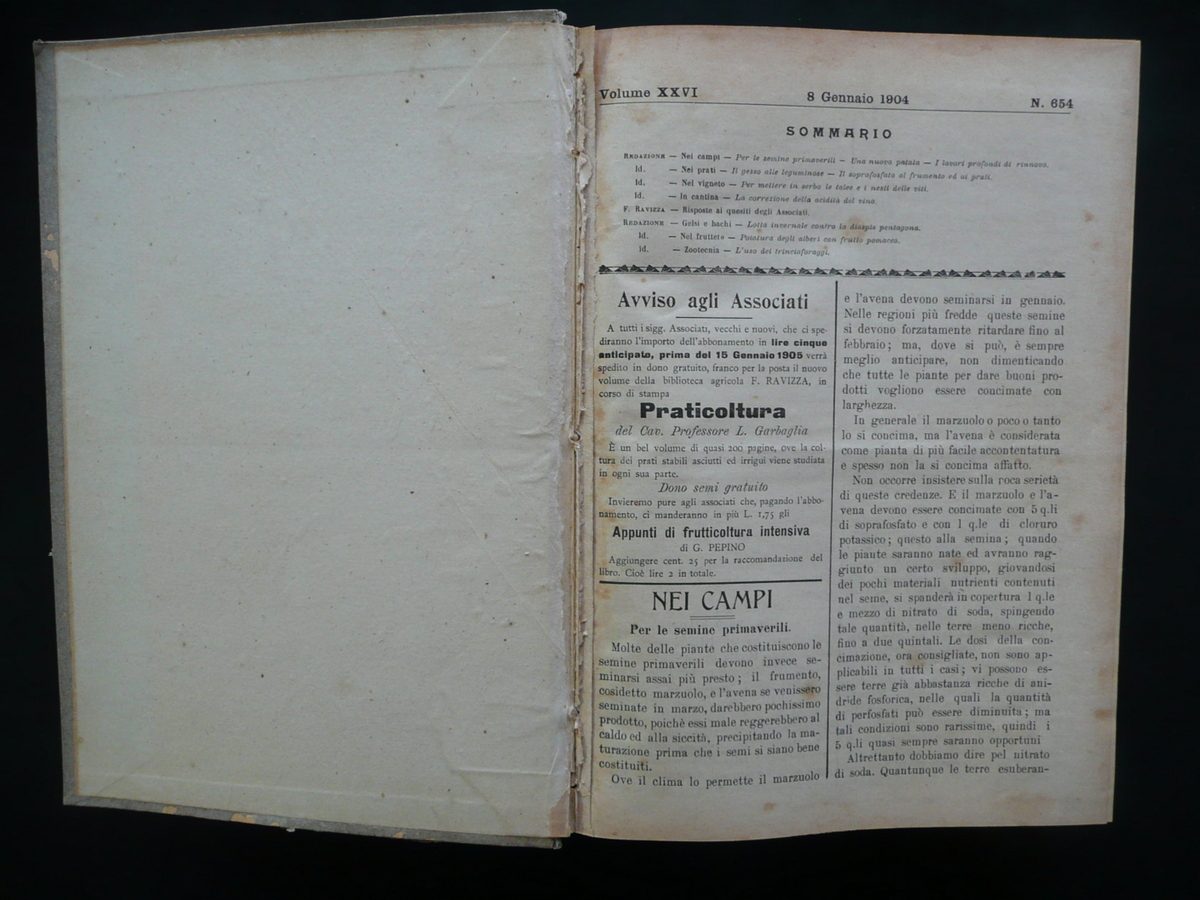 Volume XXVI 8 Gennaio 1904 N. 654
SOMMARIO
REDAZIONE — Nei campi — Per le semine primaverili — Una nuova patata — I lavori profondi di rinnovo.
Id. — Nei prati — Il gesso alle leguminose — Il soprafosfato al frumento ed ai prati.
Id. — Nel vigneto — Per mettere in serbo le talee e i nesti delle viti.
Id. — In cantina — La correzione della acidità del vino.
F. RAVIZZA — Risposte ai quesiti degli Associati.
REDAZIONE — Gelsi e bachi — Lotta invernale contro la diaspis pentagona.
Id. — Nel frutteto — Potatura degli alberi con frutto pomaceo.
Id. — Zootecnia — L'uso dei trinciaforaggi.
Avviso agli Associati
A tutti i sigg. Associati, vecchi e nuovi, che ci spe-
diranno l'importo dell'abbonamento in lire cinque
anticipato, prima del 15 Gennaio 1905 verrà
spedito in dono gratuito, franco per la posta il nuovo
volume della biblioteca agricola F. RAVIZZA, in
corso di stampa
Praticoltura
del Cav. Professore L. Garbaglia
È un bel volume di quasi 200 pagine, ove la col-
tura dei prati stabili asciutti ed irrigui viene studiata
in ogni sua parte.
Dono semi gratuito
Invieremo pure agli associati che, pagando l'abbo-
namento, ci manderanno in più L. 1,75 gli
Appunti di frutticoltura intensiva
di G. PEPINO
Aggiungere cent. 25 per la raccomandazione del
libro. Cioè lire 2 in totale.
NEI CAMPI
Per le semine primaverili.
Molte delle piante che costituiscono le
semine primaverili devono invece se-
minarsi assai più presto; il frumento,
cosidetto marzuolo, e l'avena se venissero
seminate in marzo, darebbero pochissimo
prodotto, poichè essi male reggerebbero al
caldo ed alla siccità, precipitando la ma-
turazione prima che i semi si siano bene
costituiti.
Ove il clima lo permette il marzuolo
e l'avena devono seminarsi in gennaio.
Nelle regioni più fredde queste semine
si devono forzatamente ritardare fino al
febbraio; ma, dove si può, è sempre
meglio anticipare, non dimenticando
che tutte le piante per dare buoni pro-
dotti vogliono essere concimate con
larghezza.
In generale il marzuolo o poco o tanto
lo si concima, ma l'avena è considerata
come pianta di più facile accontentatura
e spesso non la si concima affatto.
Non occorre insistere sulla roca serietà
di queste credenze. E il marzuolo e l'a-
vena devono essere concimate con 5 q.li
di soprafosfato e con 1 q.le di cloruro
potassico; questo alla semina; quando
le piante saranno nate ed avranno rag-
giunto un certo sviluppo, giovandosi
dei pochi materiali nutrienti contenuti
nel seme, si spanderà in copertura 1 q.le
e mezzo di nitrato di soda, spingendo
tale quantità, nelle terre meno ricche,
fino a due quintali. Le dosi della con-
cimazione, ora consigliate, non sono ap-
plicabili in tutti i casi; vi possono es-
sere terre già abbastanza ricche di ani-
dride fosforica, nelle quali la quantità
di perfosfati può essere diminuita; ma
tali condizioni sono rarissime, quindi i
5 q.li quasi sempre saranno opportuni
Altrettanto dobbiamo dire pel nitrato
di soda. Quantunque le terre esuberan-